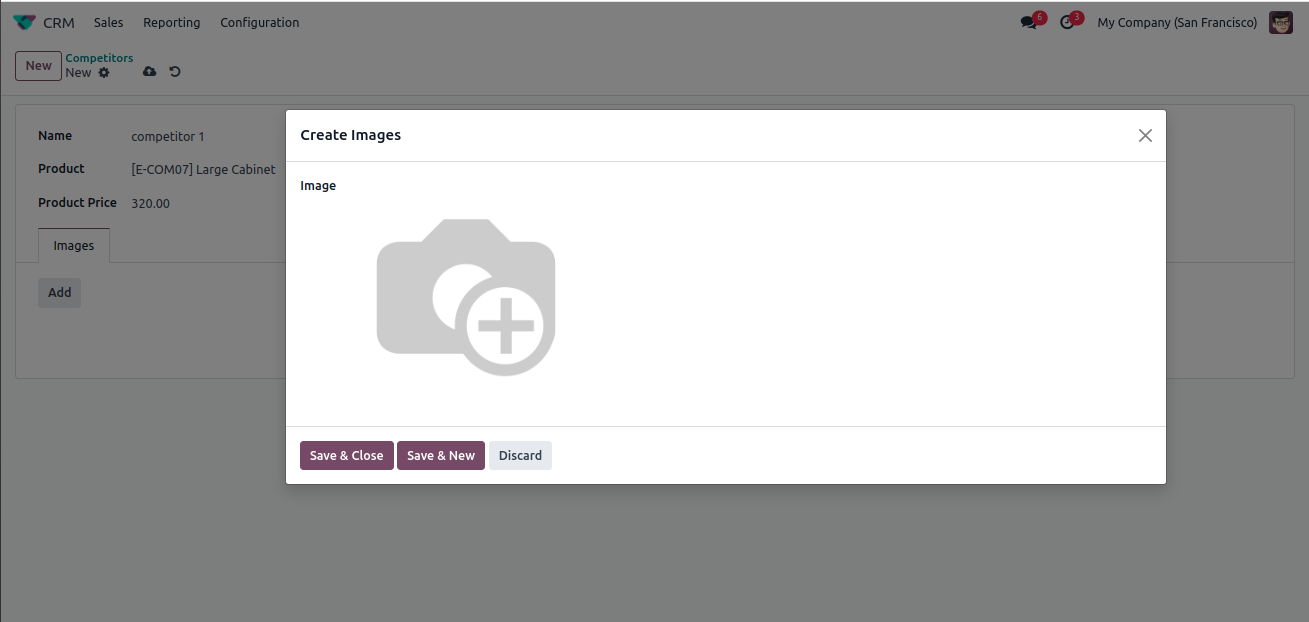 CRM Sales Reporting Configuration 6 3 My Company (San Francisco)
New Competitors
New
Create Images
Name competitor 1
Product [E-COM07] Large Cabinet
Product Price 320.00
Images
Add
Image
Save & Close Save & New Discard